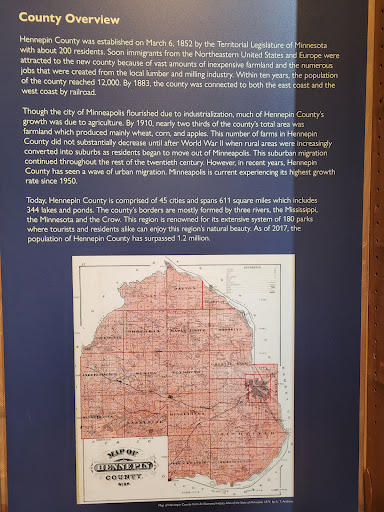 County Overview
Hennepin County was established on March 6, 1852 by the Territorial Legislature of Minnesota
with about 200 residents. Soon immigrants from the Northeastern United States and Europe were
attracted to the new county because of vast amounts of inexpensive farmland and the numerous
jobs that were created from the local lumber and milling industry. Within ten years, the population
of the county reached 12,000. By 1883, the county was connected to both the east coast and the
west coast by railroad.
Though the city of Minneapolis flourished due to industrialization, much of Hennepin County's
growth was due to agriculture. By 1910, nearly two thirds of the county's total area was
farmland which produced mainly wheat, corn, and apples. This number of farms in Hennepin
County did not substantially decrease until after World War II when rural areas were increasingly
converted into suburbs as residents began to move out of Minneapolis. This suburban migration
continued throughout the rest of the twentieth century. However, in recent years, Hennepin
County has seen a wave of urban migration. Minneapolis is current experiencing its highest growth
rate since 1950.
Today, Hennepin County is comprised of 45 cities and spans 611 square miles which includes
344 lakes and ponds. The county's borders are mostly formed by three rivers, the Mississippi,
the Minnesota and the Crow. This region is renowned for its extensive system of 180 parks
where tourists and residents alike can enjoy this region's natural beauty. As of 2017, the
population of Hennepin County has surpassed 1.2 million.
MAP OF
HENNEPIN
COUNTY,
MINN.